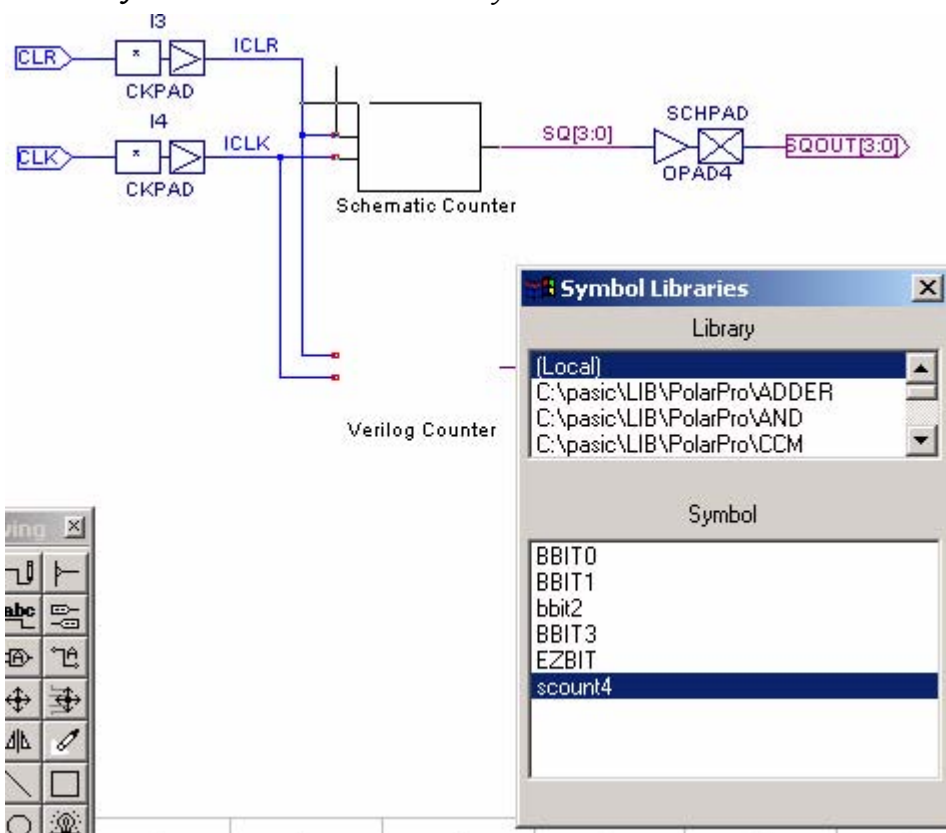 I3
CLR
ICLR
CKPAD
I4
CLK
ICLK
CKPAD
Schematic Counter
SQ[3:0]
SCHPAD
OPAD4
SQOUT[3:0]
Verilog Counter
Symbol Libraries
Library
(Local)
C:\pasic\LIB\PolarPro\ADDER
C:\pasic\LIB\PolarPro\AND
C:\pasic\LIB\PolarPro\CCM
Symbol
BBIT0
BBIT1
bbit2
BBIT3
EZBIT
scount4
wing
abc
A
A